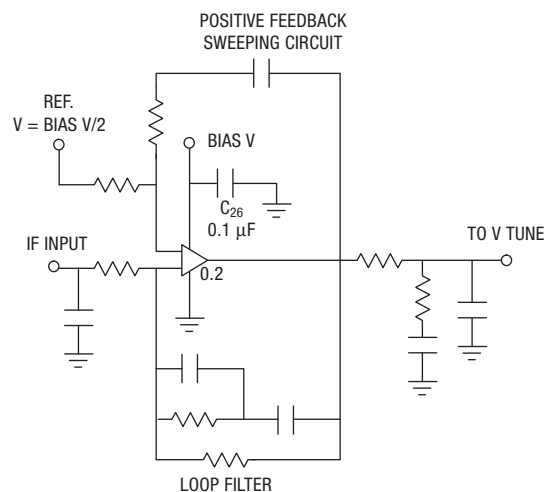 POSITIVE FEEDBACK
SWEEPING CIRCUIT
REF.
V = BIAS V/2
BIAS V
C₂₆
0.1 µF
IF INPUT
0.2
TO V TUNE
LOOP FILTER